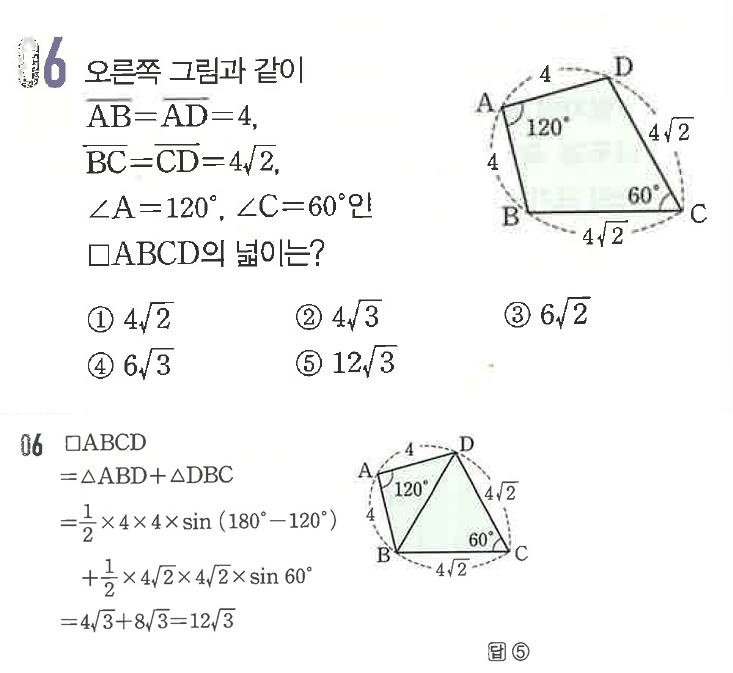 06 오른쪽 그림과 같이
AB=AD=4,
BC=CD=4√2,
∠A=120°, ∠C=60°인
□ABCD의 넓이는?
A
B
C
D
4
4
4√2
4√2
120°
60°
① 4√2 ② 4√3 ③ 6√2
④ 6√3 ⑤ 12√3
06 □ABCD
=△ABD+△DBC
=1/2×4×4×sin (180°-120°)
+1/2×4√2×4√2×sin 60°
=4√3+8√3=12√3
A
B
C
D
4
4
4√2
4√2
120°
60°
답 ⑤